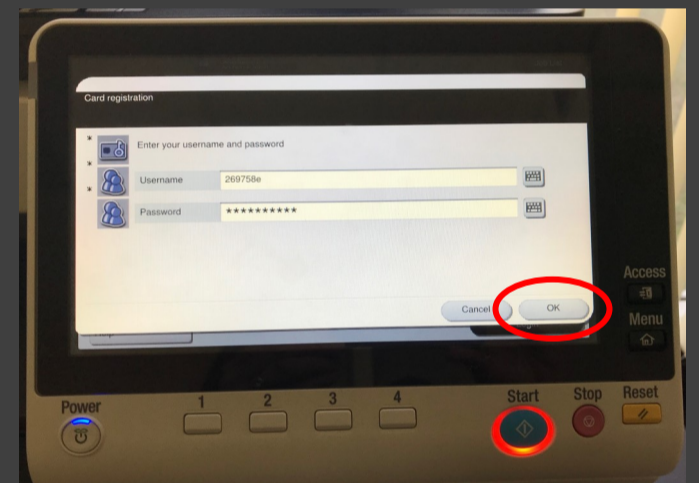 Card registration
Enter your username and password
Username 269758e
Password **********
Cancel OK
Access
Menu
Power 1 2 3 4 Start Stop Reset